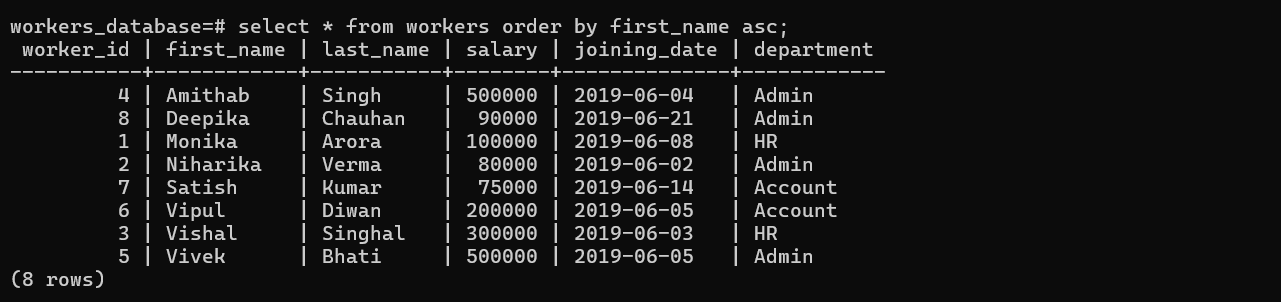 workers_database=# select * from workers order by first_name asc;
 worker_id | first_name | last_name | salary | joining_date | department
-----------+------------+-----------+--------+--------------+------------
         4 | Amithab    | Singh     | 500000 | 2019-06-04   | Admin
         8 | Deepika    | Chauhan   |  90000 | 2019-06-21   | Admin
         1 | Monika     | Arora     | 100000 | 2019-06-08   | HR
         2 | Niharika   | Verma     |  80000 | 2019-06-02   | Admin
         7 | Satish     | Kumar     |  75000 | 2019-06-14   | Account
         6 | Vipul      | Diwan     | 200000 | 2019-06-05   | Account
         3 | Vishal     | Singhal   | 300000 | 2019-06-03   | HR
         5 | Vivek      | Bhati     | 500000 | 2019-06-05   | Admin
(8 rows)